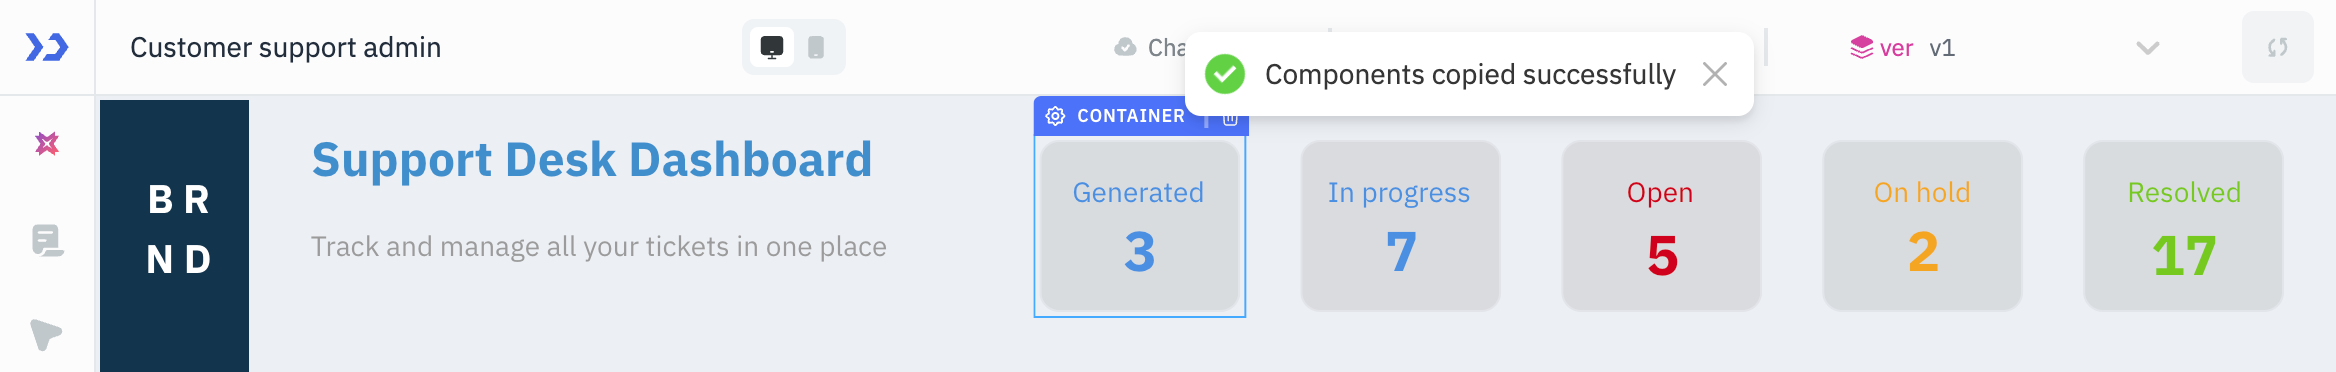 Customer support admin
Cha
Components copied successfully
ver v1
CONTAINER
B R
N D
Support Desk Dashboard
Track and manage all your tickets in one place
Generated
3
In progress
7
Open
5
On hold
2
Resolved
17